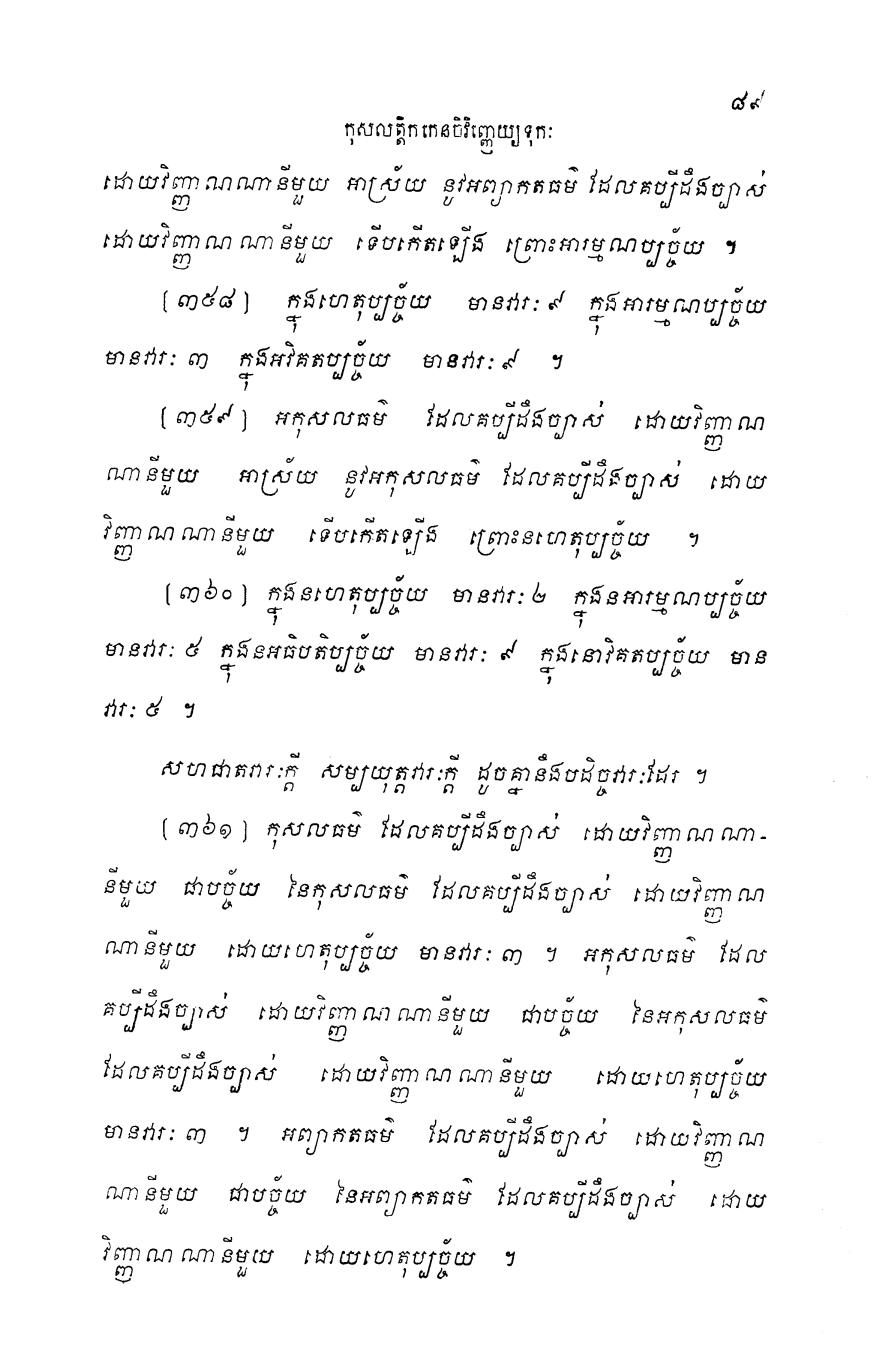 ៨៩
កុសលត្តិកកេនចិវិញ្ញេយ្យទុកៈ
ដោយវិញ្ញាណណានីមួយ អាស្រ័យ នូវអព្យាកតធម៌ ដែលគប្បីដឹងច្បាស់
ដោយវិញ្ញាណណានីមួយ ទើបកើតឡើង ព្រោះអារម្មណប្បច្ច័យ ។
[៣៥៨] ក្នុងហេតុប្បច្ច័យ មានវារៈ ៩ ក្នុងអារម្មណប្បច្ច័យ
មានវារៈ ៣ ក្នុងអវិគតប្បច្ច័យ មានវារៈ ៩ ។
[៣៥៩] អកុសលធម៌ ដែលគប្បីដឹងច្បាស់ ដោយវិញ្ញាណ
ណានីមួយ អាស្រ័យ នូវអកុសលធម៌ ដែលគប្បីដឹងច្បាស់ ដោយ
វិញ្ញាណណានីមួយ ទើបកើតឡើង ព្រោះនហេតុប្បច្ច័យ ។
[៣៦០] ក្នុងនហេតុប្បច្ច័យ មានវារៈ ២ ក្នុងនអារម្មណប្បច្ច័យ
មានវារៈ ៥ ក្នុងនអធិបតិប្បច្ច័យ មានវារៈ ៩ ក្នុងនោវិគតប្បច្ច័យ មាន
វារៈ ៥ ។
សហជាតវារៈក្តី សម្បយុត្តវារៈក្តី ដូចគ្នានឹងបដិច្ចវារៈដែរ ។
[៣៦១] កុសលធម៌ ដែលគប្បីដឹងច្បាស់ ដោយវិញ្ញាណណា-
នីមួយ ជាបច្ច័យ នៃកុសលធម៌ ដែលគប្បីដឹងច្បាស់ ដោយវិញ្ញាណ
ណានីមួយ ដោយហេតុប្បច្ច័យ មានវារៈ ៣ ។ អកុសលធម៌ ដែល
គប្បីដឹងច្បាស់ ដោយវិញ្ញាណណានីមួយ ជាបច្ច័យ នៃអកុសលធម៌
ដែលគប្បីដឹងច្បាស់ ដោយវិញ្ញាណណានីមួយ ដោយហេតុប្បច្ច័យ
មានវារៈ ៣ ។ អព្យាកតធម៌ ដែលគប្បីដឹងច្បាស់ ដោយវិញ្ញាណ
ណានីមួយ ជាបច្ច័យ នៃអព្យាកតធម៌ ដែលគប្បីដឹងច្បាស់ ដោយ
វិញ្ញាណណានីមួយ ដោយហេតុប្បច្ច័យ ។